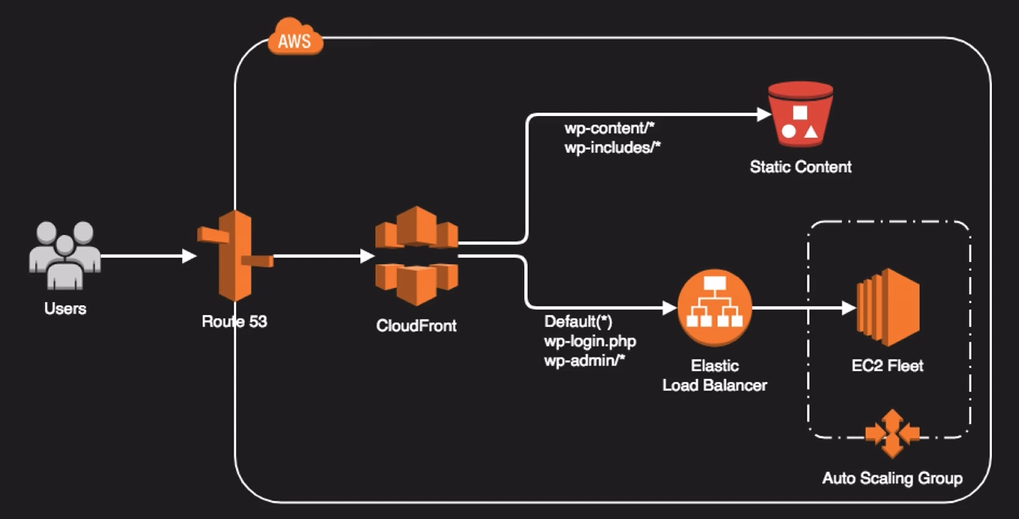 AWS
wp-content/*
wp-includes/*
Static Content
Users
Route 53
CloudFront
Default(*)
wp-login.php
wp-admin/*
Elastic
Load Balancer
EC2 Fleet
Auto Scaling Group